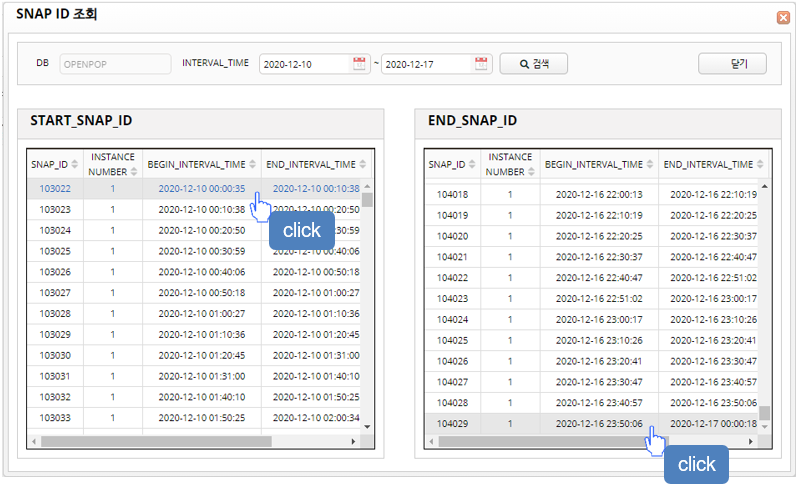 SNAP ID 조회
DB OPENPOP INTERVAL_TIME 2020-12-10 ~ 2020-12-17 검색 닫기
START_SNAP_ID
SNAP_ID INSTANCE NUMBER BEGIN_INTERVAL_TIME END_INTERVAL_TIME
103022 1 2020-12-10 00:00:35 2020-12-10 00:10:38
103023 1 2020-12-10 00:10:38 2020-12-10 00:20:50
103024 1 2020-12-10 00:20:50 :30:59
103025 1 2020-12-10 00:30:59 2020-12-10 00:40:06
103026 1 2020-12-10 00:40:06 2020-12-10 00:50:18
103027 1 2020-12-10 00:50:18 2020-12-10 01:00:27
103028 1 2020-12-10 01:00:27 2020-12-10 01:10:36
103029 1 2020-12-10 01:10:36 2020-12-10 01:20:45
103030 1 2020-12-10 01:20:45 2020-12-10 01:31:00
103031 1 2020-12-10 01:31:00 2020-12-10 01:40:10
103032 1 2020-12-10 01:40:10 2020-12-10 01:50:25
103033 1 2020-12-10 01:50:25 2020-12-10 02:00:34
click
END_SNAP_ID
SNAP_ID INSTANCE NUMBER BEGIN_INTERVAL_TIME END_INTERVAL_TIME
104018 1 2020-12-16 22:00:13 2020-12-16 22:10:19
104019 1 2020-12-16 22:10:19 2020-12-16 22:20:25
104020 1 2020-12-16 22:20:25 2020-12-16 22:30:37
104021 1 2020-12-16 22:30:37 2020-12-16 22:40:47
104022 1 2020-12-16 22:40:47 2020-12-16 22:51:02
104023 1 2020-12-16 22:51:02 2020-12-16 23:00:17
104024 1 2020-12-16 23:00:17 2020-12-16 23:10:26
104025 1 2020-12-16 23:10:26 2020-12-16 23:20:41
104026 1 2020-12-16 23:20:41 2020-12-16 23:30:47
104027 1 2020-12-16 23:30:47 2020-12-16 23:40:57
104028 1 2020-12-16 23:40:57 2020-12-16 23:50:06
104029 1 2020-12-16 23:50:06 2020-12-17 00:00:18
click